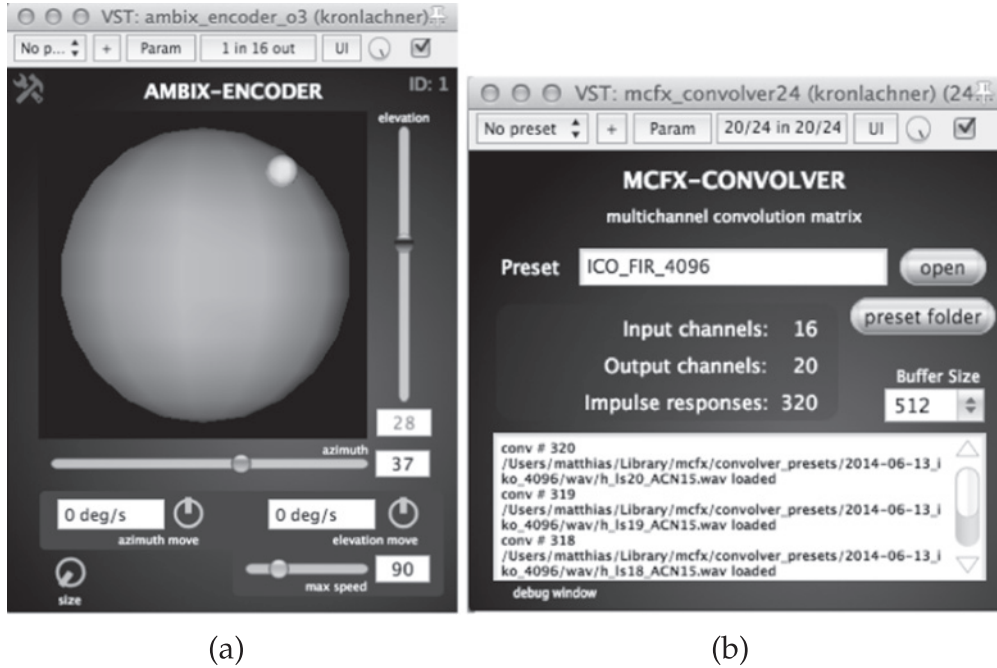 VST: ambix_encoder_o3 (kronlachner)
No p...
+
Param
1 in 16 out
UI
AMBIX-ENCODER
ID: 1
elevation
28
azimuth
37
0 deg/s
azimuth move
0 deg/s
elevation move
size
90
max speed
(a)
VST: mcfx_convolver24 (kronlachner) (24...
No preset
+
Param
20/24 in 20/24
UI
MCFX-CONVOLVER
multichannel convolution matrix
Preset
ICO_FIR_4096
open
preset folder
Input channels: 16
Output channels: 20
Impulse responses: 320
Buffer Size
512
conv # 320
/Users/matthias/Library/mcfx/convolver_presets/2014-06-13_i
ko_4096/wav/h_ls20_ACN15.wav loaded
conv # 319
/Users/matthias/Library/mcfx/convolver_presets/2014-06-13_i
ko_4096/wav/h_ls19_ACN15.wav loaded
conv # 318
/Users/matthias/Library/mcfx/convolver_presets/2014-06-13_i
ko_4096/wav/h_ls18_ACN15.wav loaded
debug window
(b)